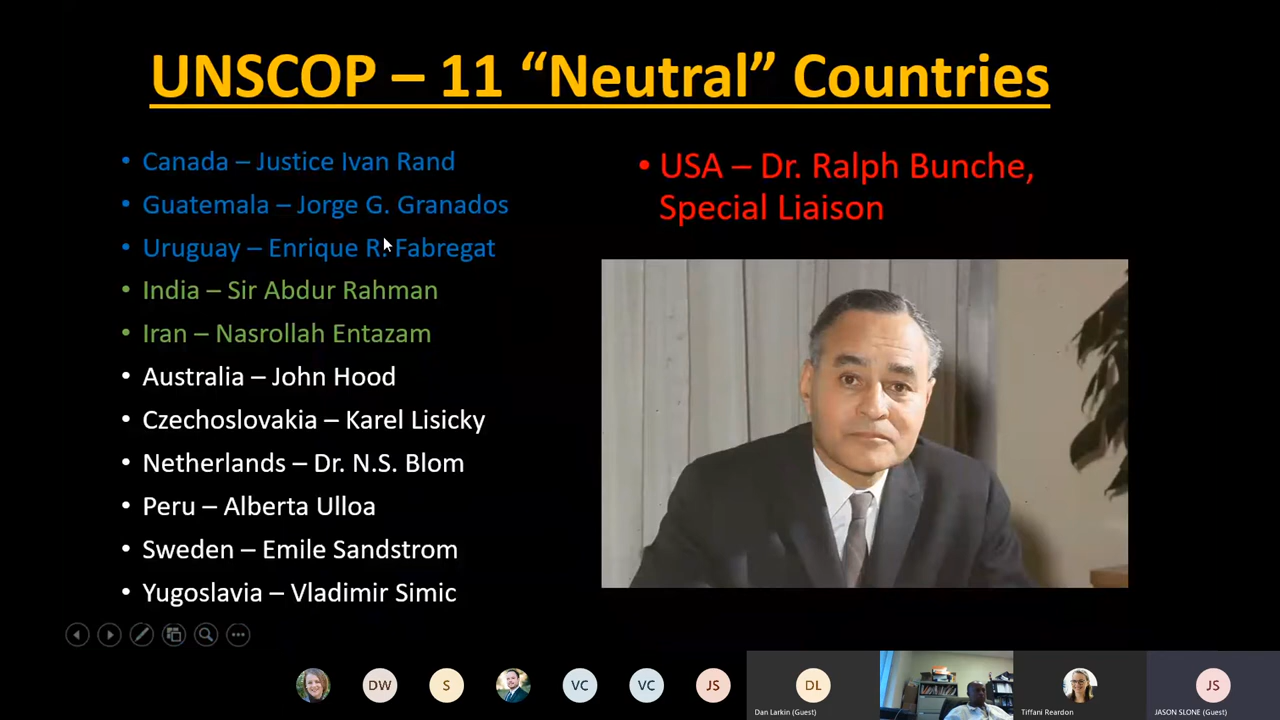 UNSCOP – 11 “Neutral” Countries
• Canada – Justice Ivan Rand
• Guatemala – Jorge G. Granados
• Uruguay – Enrique R. Fabregat
• India – Sir Abdur Rahman
• Iran – Nasrollah Entazam
• Australia – John Hood
• Czechoslovakia – Karel Lisicky
• Netherlands – Dr. N.S. Blom
• Peru – Alberta Ulloa
• Sweden – Emile Sandstrom
• Yugoslavia – Vladimir Simic
• USA – Dr. Ralph Bunche,
Special Liaison
DW
S
VC
VC
JS
DL
Dan Larkin (Guest)
Tiffani Reardon
JS
JASON SLONE (Guest)